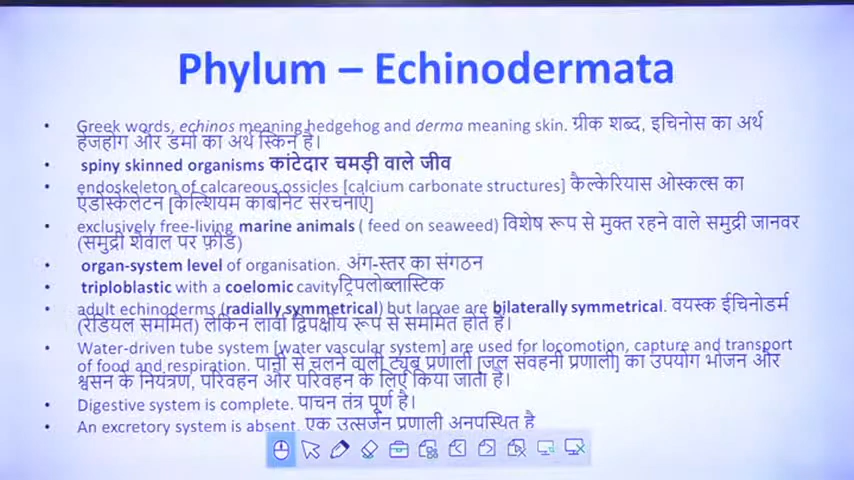 Phylum – Echinodermata
• Greek words, echinos meaning hedgehog and derma meaning skin. ग्रीक शब्द, इचिनोस का अर्थ
हेजहोग और डर्मा का अर्थ स्किन है।
• spiny skinned organisms कांटेदार चमड़ी वाले जीव
• endoskeleton of calcareous ossicles [calcium carbonate structures] कैल्केरियास ओस्कल्स का
एंडोस्केलेटन [केल्शियम कार्बोनेट संरचनाएं]
• exclusively free-living marine animals ( feed on seaweed) विशेष रूप से मुक्त रहने वाले समुद्री जानवर
(समुद्री शैवाल पर फ़ीड)
• organ-system level of organisation. अंग-स्तर का संगठन
• triploblastic with a coelomic cavityट्रिपलोब्लास्टिक
• adult echinoderms (radially symmetrical) but larvae are bilaterally symmetrical. वयस्क ईचिनोडर्म
(रेडियल सममित) लेकिन लार्वा द्विपक्षीय रूप से सममित होते हैं।
• Water-driven tube system [water vascular system] are used for locomotion, capture and transport
of food and respiration. पानी से चलने वाली ट्यूब प्रणाली [जल संवहनी प्रणाली] का उपयोग भोजन और
श्वसन के नियंत्रण, परिवहन और परिवहन के लिए किया जाता है।
• Digestive system is complete. पाचन तंत्र पूर्ण है।
• An excretory system is absent. एक उत्सर्जन प्रणाली अनुपस्थित है